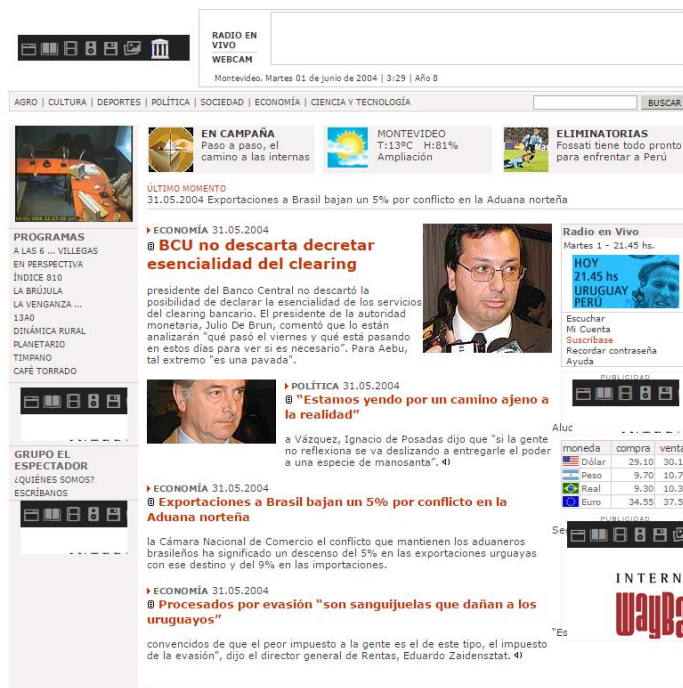 RADIO EN
VIVO
WEBCAM
Montevideo, Martes 01 de junio de 2004 | 3:29 | Año 8
AGRO | CULTURA | DEPORTES | POLÍTICA | SOCIEDAD | ECONOMÍA | CIENCIA Y TECNOLOGÍA
BUSCAR
EN CAMPAÑA
Paso a paso, el
camino a las internas
MONTEVIDEO
T:13ºC H:81%
Ampliación
ELIMINATORIAS
Fossati tiene todo pronto
para enfrentar a Perú
ÚLTIMO MOMENTO
31.05.2004 Exportaciones a Brasil bajan un 5% por conflicto en la Aduana norteña
PROGRAMAS
A LAS 6 ... VILLEGAS
EN PERSPECTIVA
ÍNDICE 810
LA BRÚJULA
LA VENGANZA ...
13A0
DINÁMICA RURAL
PLANETARIO
TIMPANO
CAFÉ TORRADO
GRUPO EL
ESPECTADOR
¿QUIÉNES SOMOS?
ESCRÍBANOS
ECONOMÍA 31.05.2004
BCU no descarta decretar
esencialidad del clearing
presidente del Banco Central no descartó la
posibilidad de declarar la esencialidad de los servicios
del clearing bancario. El presidente de la autoridad
monetaria, Julio De Brun, comentó que lo están
analizarán "qué pasó el viernes y qué está pasando
en estos días para ver si es necesario”. Para Aebu,
tal extremo "es una pavada".
POLÍTICA 31.05.2004
“Estamos yendo por un camino ajeno a
la realidad”
a Vázquez, Ignacio de Posadas dijo que “si la gente
no reflexiona se va deslizando a entregarle el poder
a una especie de manosanta”.
ECONOMÍA 31.05.2004
Exportaciones a Brasil bajan un 5% por conflicto en la
Aduana norteña
la Cámara Nacional de Comercio el conflicto que mantienen los aduaneros
brasileños ha significado un descenso del 5% en las exportaciones urguayas
con ese destino y del 9% en las importaciones.
ECONOMÍA 31.05.2004
Procesados por evasión “son sanguijuelas que dañan a los
uruguayos”
convencidos de que el peor impuesto a la gente es el de este tipo, el impuesto
de la evasión", dijo el director general de Rentas, Eduardo Zaidensztat.
Radio en Vivo
Martes 1 - 21.45 hs.
HOY
21.45 hs
URUGUAY
PERÚ
Escuchar
Mi Cuenta
Suscríbase
Recordar contraseña
Ayuda
PUBLICIDAD
Aluc
moneda compra venta
Dólar 29.10 30.1
Peso 9.70 10.7
Real 9.30 10.3
Euro 34.55 37.5
PUBLICIDAD
Se
INTERN
WayBa
"Es